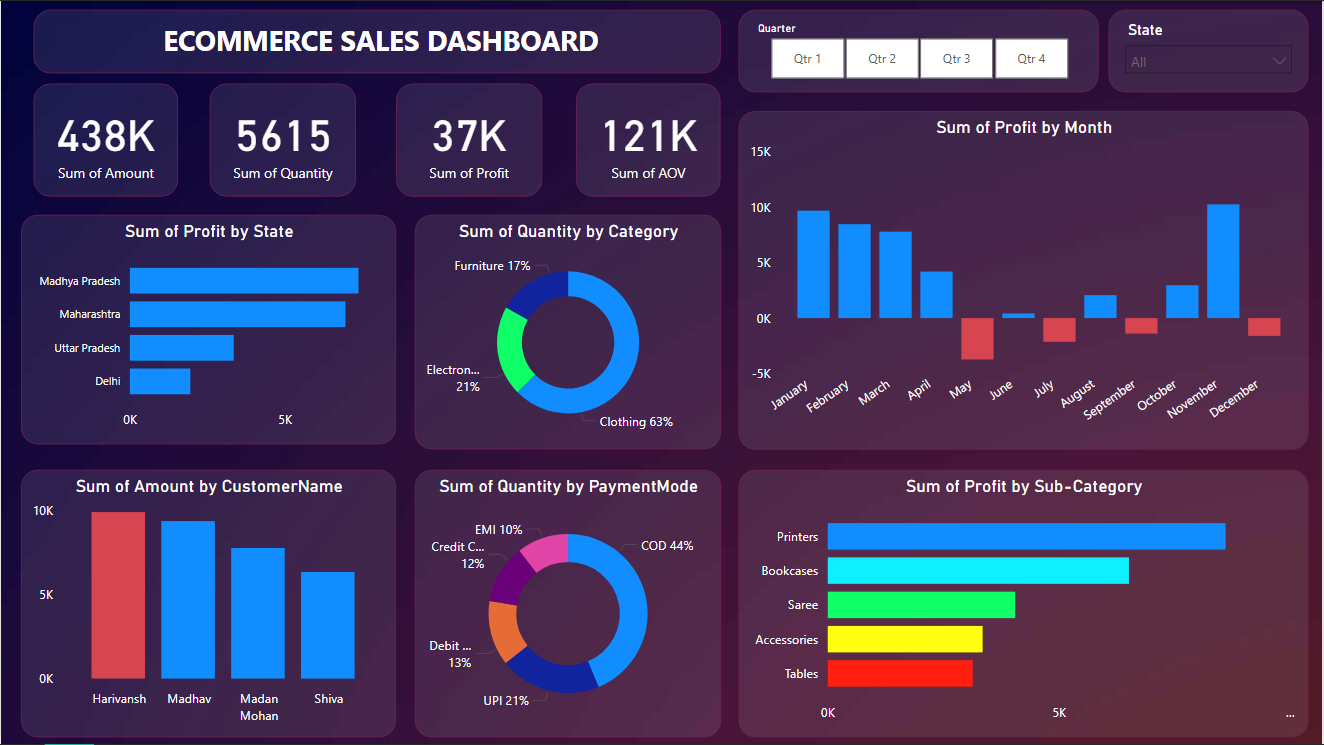 ECOMMERCE SALES DASHBOARD
Quarter
Qtr 1
Qtr 2
Qtr 3
Qtr 4
State
All
438K
Sum of Amount
5615
Sum of Quantity
37K
Sum of Profit
121K
Sum of AOV
Sum of Profit by Month
15K
10K
5K
0K
-5K
January
February
March
April
May
June
July
August
September
October
November
December
Sum of Profit by State
Madhya Pradesh
Maharashtra
Uttar Pradesh
Delhi
0K
5K
Sum of Quantity by Category
Furniture 17%
Electron...
21%
Clothing 63%
Sum of Amount by CustomerName
10K
5K
0K
Harivansh
Madhav
Madan
Mohan
Shiva
Sum of Quantity by PaymentMode
EMI 10%
Credit C...
12%
Debit ...
13%
UPI 21%
COD 44%
Sum of Profit by Sub-Category
Printers
Bookcases
Saree
Accessories
Tables
0K
5K
...